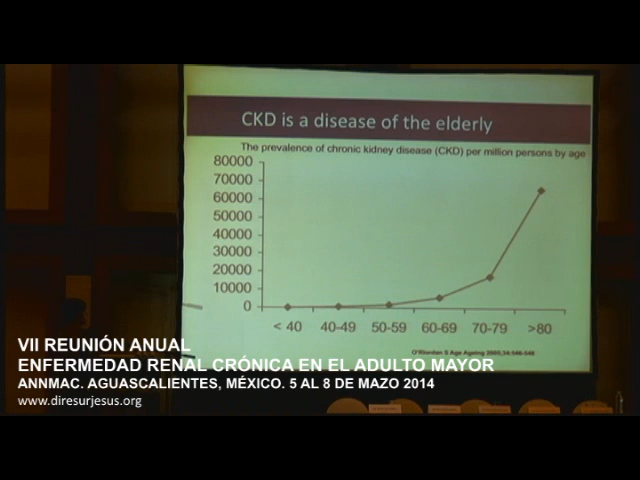 CKD is a disease of the elderly
The prevalence of chronic kidney disease (CKD) per million persons by age
80000
70000
60000
50000
40000
30000
20000
10000
0
< 40 40-49 50-59 60-69 70-79 >80
O'Riordan S Age Ageing
VII REUNIÓN ANUAL
ENFERMEDAD RENAL CRÓNICA EN EL ADULTO MAYOR
ANNMAC. AGUASCALIENTES, MÉXICO. 5 AL 8 DE MAZO 2014
www.diresurjesus.org